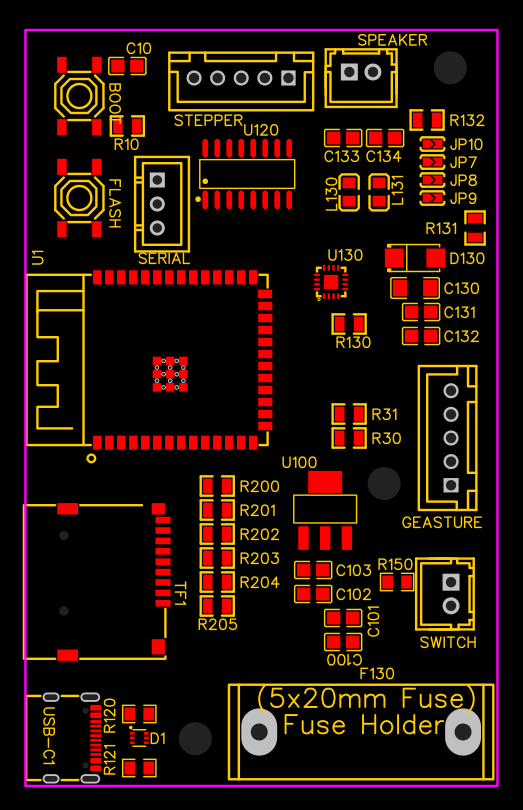 SPEAKER
C10
BOOT
R10
STEPPER
U120
R132
C133
C134
JP10
JP7
JP8
JP9
FLASH
L130
L131
R131
SERIAL
U1
U130
D130
C130
C131
C132
R130
R31
R30
U100
R200
R201
R202
R203
R204
R205
GEASTURE
TF1
C103
C102
R150
C101
C100
SWITCH
F130
(5x20mm Fuse)
Fuse Holder
USB-C1
R120
D1
R121